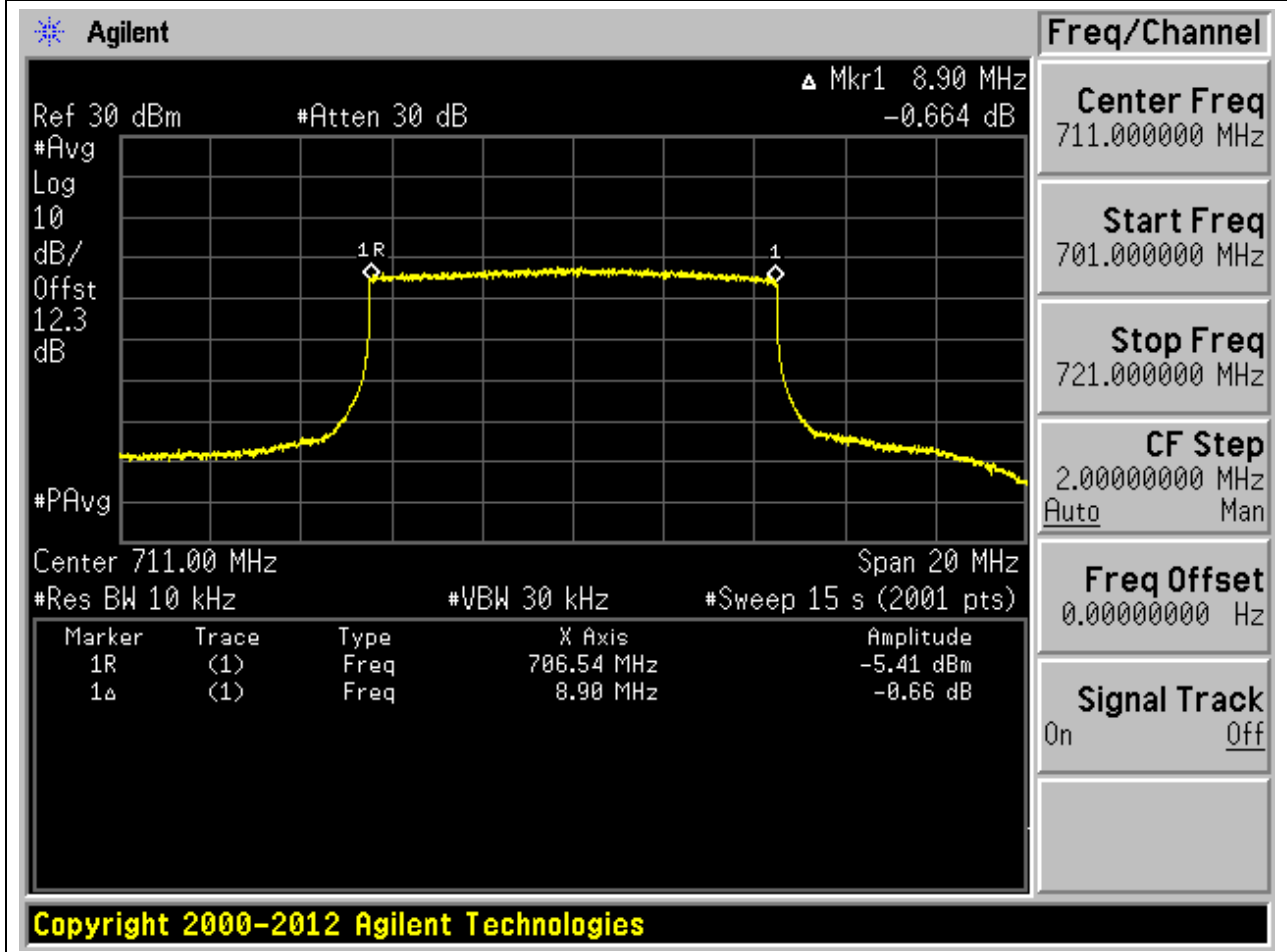 Agilent
Freq/Channel
▵ Mkr1 8.90 MHz
Ref 30 dBm #Atten 30 dB -0.664 dB
#Avg
Log
10
dB/
Offst
12.3
dB
1R
1
#PAvg
Center 711.00 MHz Span 20 MHz
#Res BW 10 kHz #VBW 30 kHz #Sweep 15 s (2001 pts)
Marker Trace Type X Axis Amplitude
1R (1) Freq 706.54 MHz -5.41 dBm
1▵ (1) Freq 8.90 MHz -0.66 dB
Center Freq
711.000000 MHz
Start Freq
701.000000 MHz
Stop Freq
721.000000 MHz
CF Step
2.00000000 MHz
Auto Man
Freq Offset
0.00000000 Hz
Signal Track
On Off
Copyright 2000-2012 Agilent Technologies